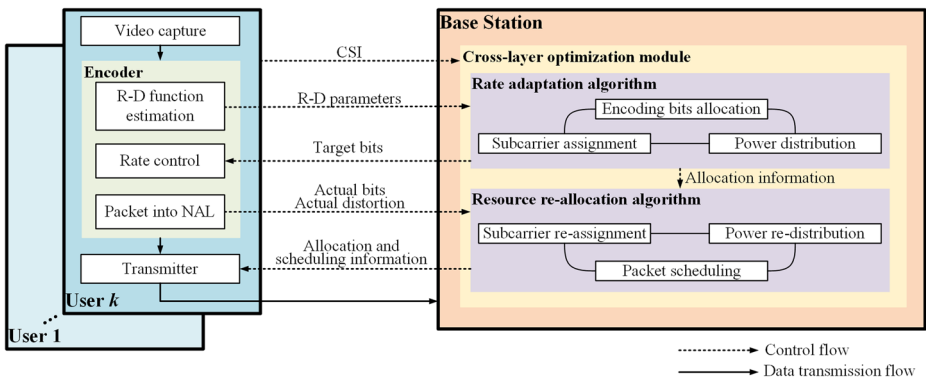 Video capture
Encoder
R-D function
estimation
Rate control
Packet into NAL
Transmitter
User k
User 1
CSI
R-D parameters
Target bits
Actual bits
Actual distortion
Allocation and
scheduling information
Base Station
Cross-layer optimization module
Rate adaptation algorithm
Encoding bits allocation
Subcarrier assignment
Power distribution
Allocation information
Resource re-allocation algorithm
Subcarrier re-assignment
Power re-distribution
Packet scheduling
Control flow
Data transmission flow